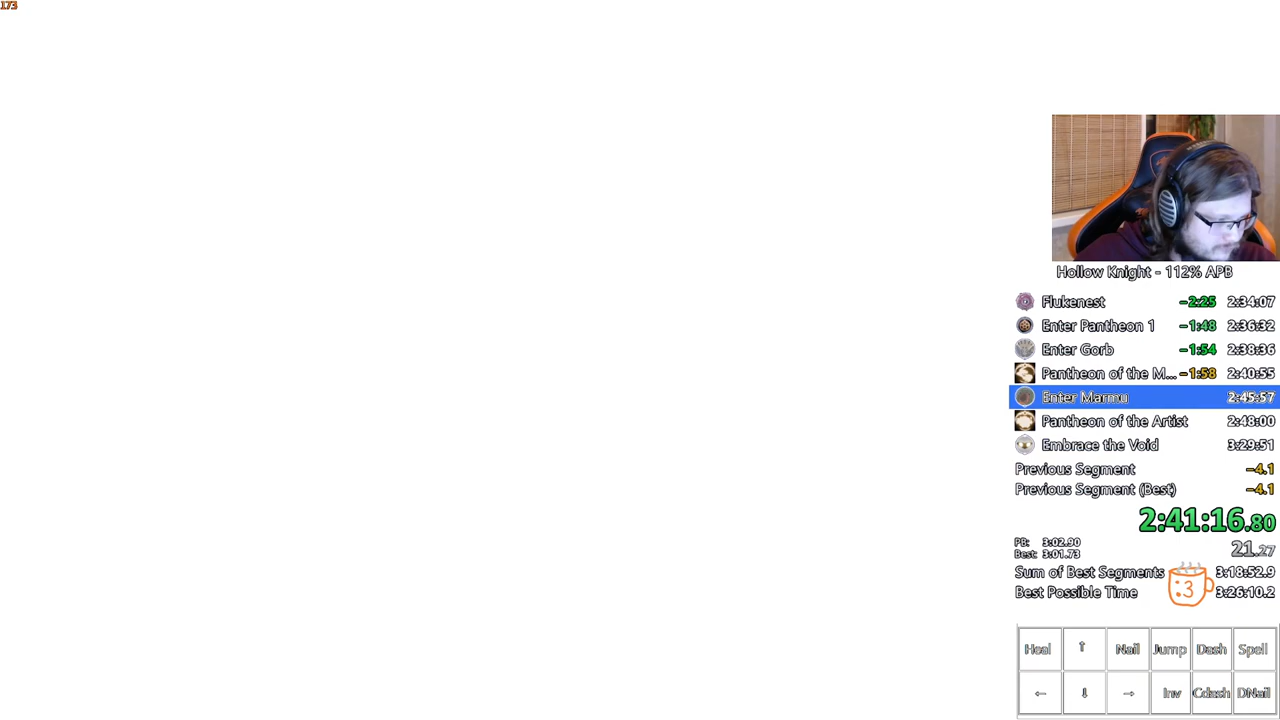 173
Hollow Knight - 112% APB
Flukenest -2:25 2:34:07
Enter Pantheon 1 -1:48 2:36:32
Enter Gorb -1:54 2:38:36
Pantheon of the M... -1:58 2:40:55
Enter Marmu 2:45:57
Pantheon of the Artist 2:48:00
Embrace the Void 3:29:51
Previous Segment -4.1
Previous Segment (Best) -4.1
2:41:16.80
PB: 3:02.90 21.27
Best: 3:01.73
Sum of Best Segments 3:18:52.9
Best Possible Time 3:26:10.2
:3
Heal ↑ Nail Jump Dash Spell
← ↓ → Inv Cdash DNail